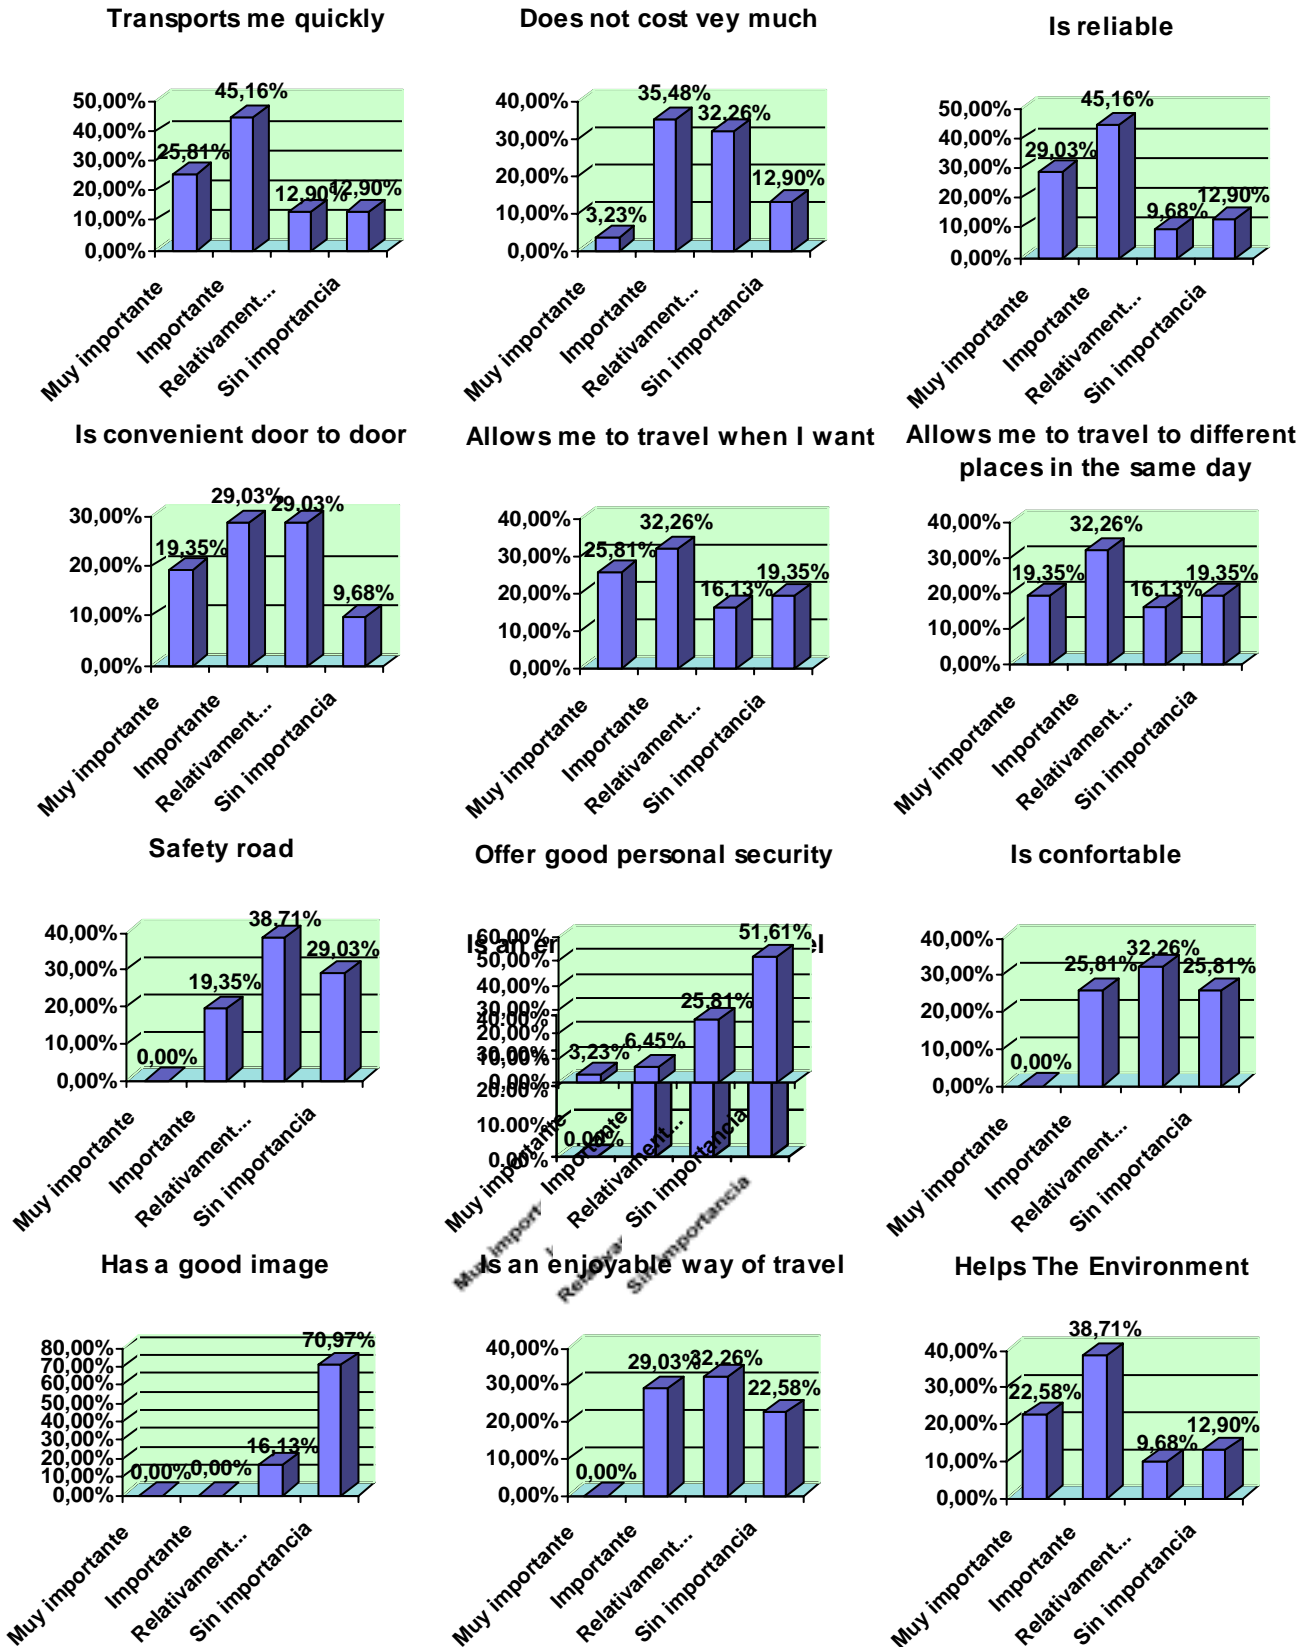 Transports me quickly
50,00%
40,00%
30,00%
20,00%
10,00%
0,00%
25,81%
45,16%
12,90%
12,90%
Muy importante
Importante
Relativament...
Sin importancia
Does not cost vey much
40,00%
30,00%
20,00%
10,00%
0,00%
3,23%
35,48%
32,26%
12,90%
Muy importante
Importante
Relativament...
Sin importancia
Is reliable
50,00%
40,00%
30,00%
20,00%
10,00%
0,00%
29,03%
45,16%
9,68%
12,90%
Muy importante
Importante
Relativament...
Sin importancia
Is convenient door to door
30,00%
20,00%
10,00%
0,00%
19,35%
29,03%
29,03%
9,68%
Muy importante
Importante
Relativament...
Sin importancia
Allows me to travel when I want
40,00%
30,00%
20,00%
10,00%
0,00%
25,81%
32,26%
16,13%
19,35%
Muy importante
Importante
Relativament...
Sin importancia
Allows me to travel to different
places in the same day
40,00%
30,00%
20,00%
10,00%
0,00%
19,35%
32,26%
16,13%
19,35%
Muy importante
Importante
Relativament...
Sin importancia
Safety road
40,00%
30,00%
20,00%
10,00%
0,00%
0,00%
19,35%
38,71%
29,03%
Muy importante
Importante
Relativament...
Sin importancia
Offer good personal security
60,00%
50,00%
40,00%
30,00%
20,00%
10,00%
0,00%
3,23%
6,45%
25,81%
51,61%
Muy importante
Importante
Relativament...
Sin importancia
Is an
20,00%
10,00%
0,00%
0,00%
Sin importancia
Is confortable
40,00%
30,00%
20,00%
10,00%
0,00%
0,00%
25,81%
32,26%
25,81%
Muy importante
Importante
Relativament...
Sin importancia
Has a good image
80,00%
70,00%
60,00%
50,00%
40,00%
30,00%
20,00%
10,00%
0,00%
0,00%
0,00%
16,13%
70,97%
Muy importante
Importante
Relativament...
Sin importancia
Is an enjoyable way of travel
40,00%
30,00%
20,00%
10,00%
0,00%
0,00%
29,03%
32,26%
22,58%
Muy importante
Importante
Relativament...
Sin importancia
Helps The Environment
40,00%
30,00%
20,00%
10,00%
0,00%
22,58%
38,71%
9,68%
12,90%
Muy importante
Importante
Relativament...
Sin importancia